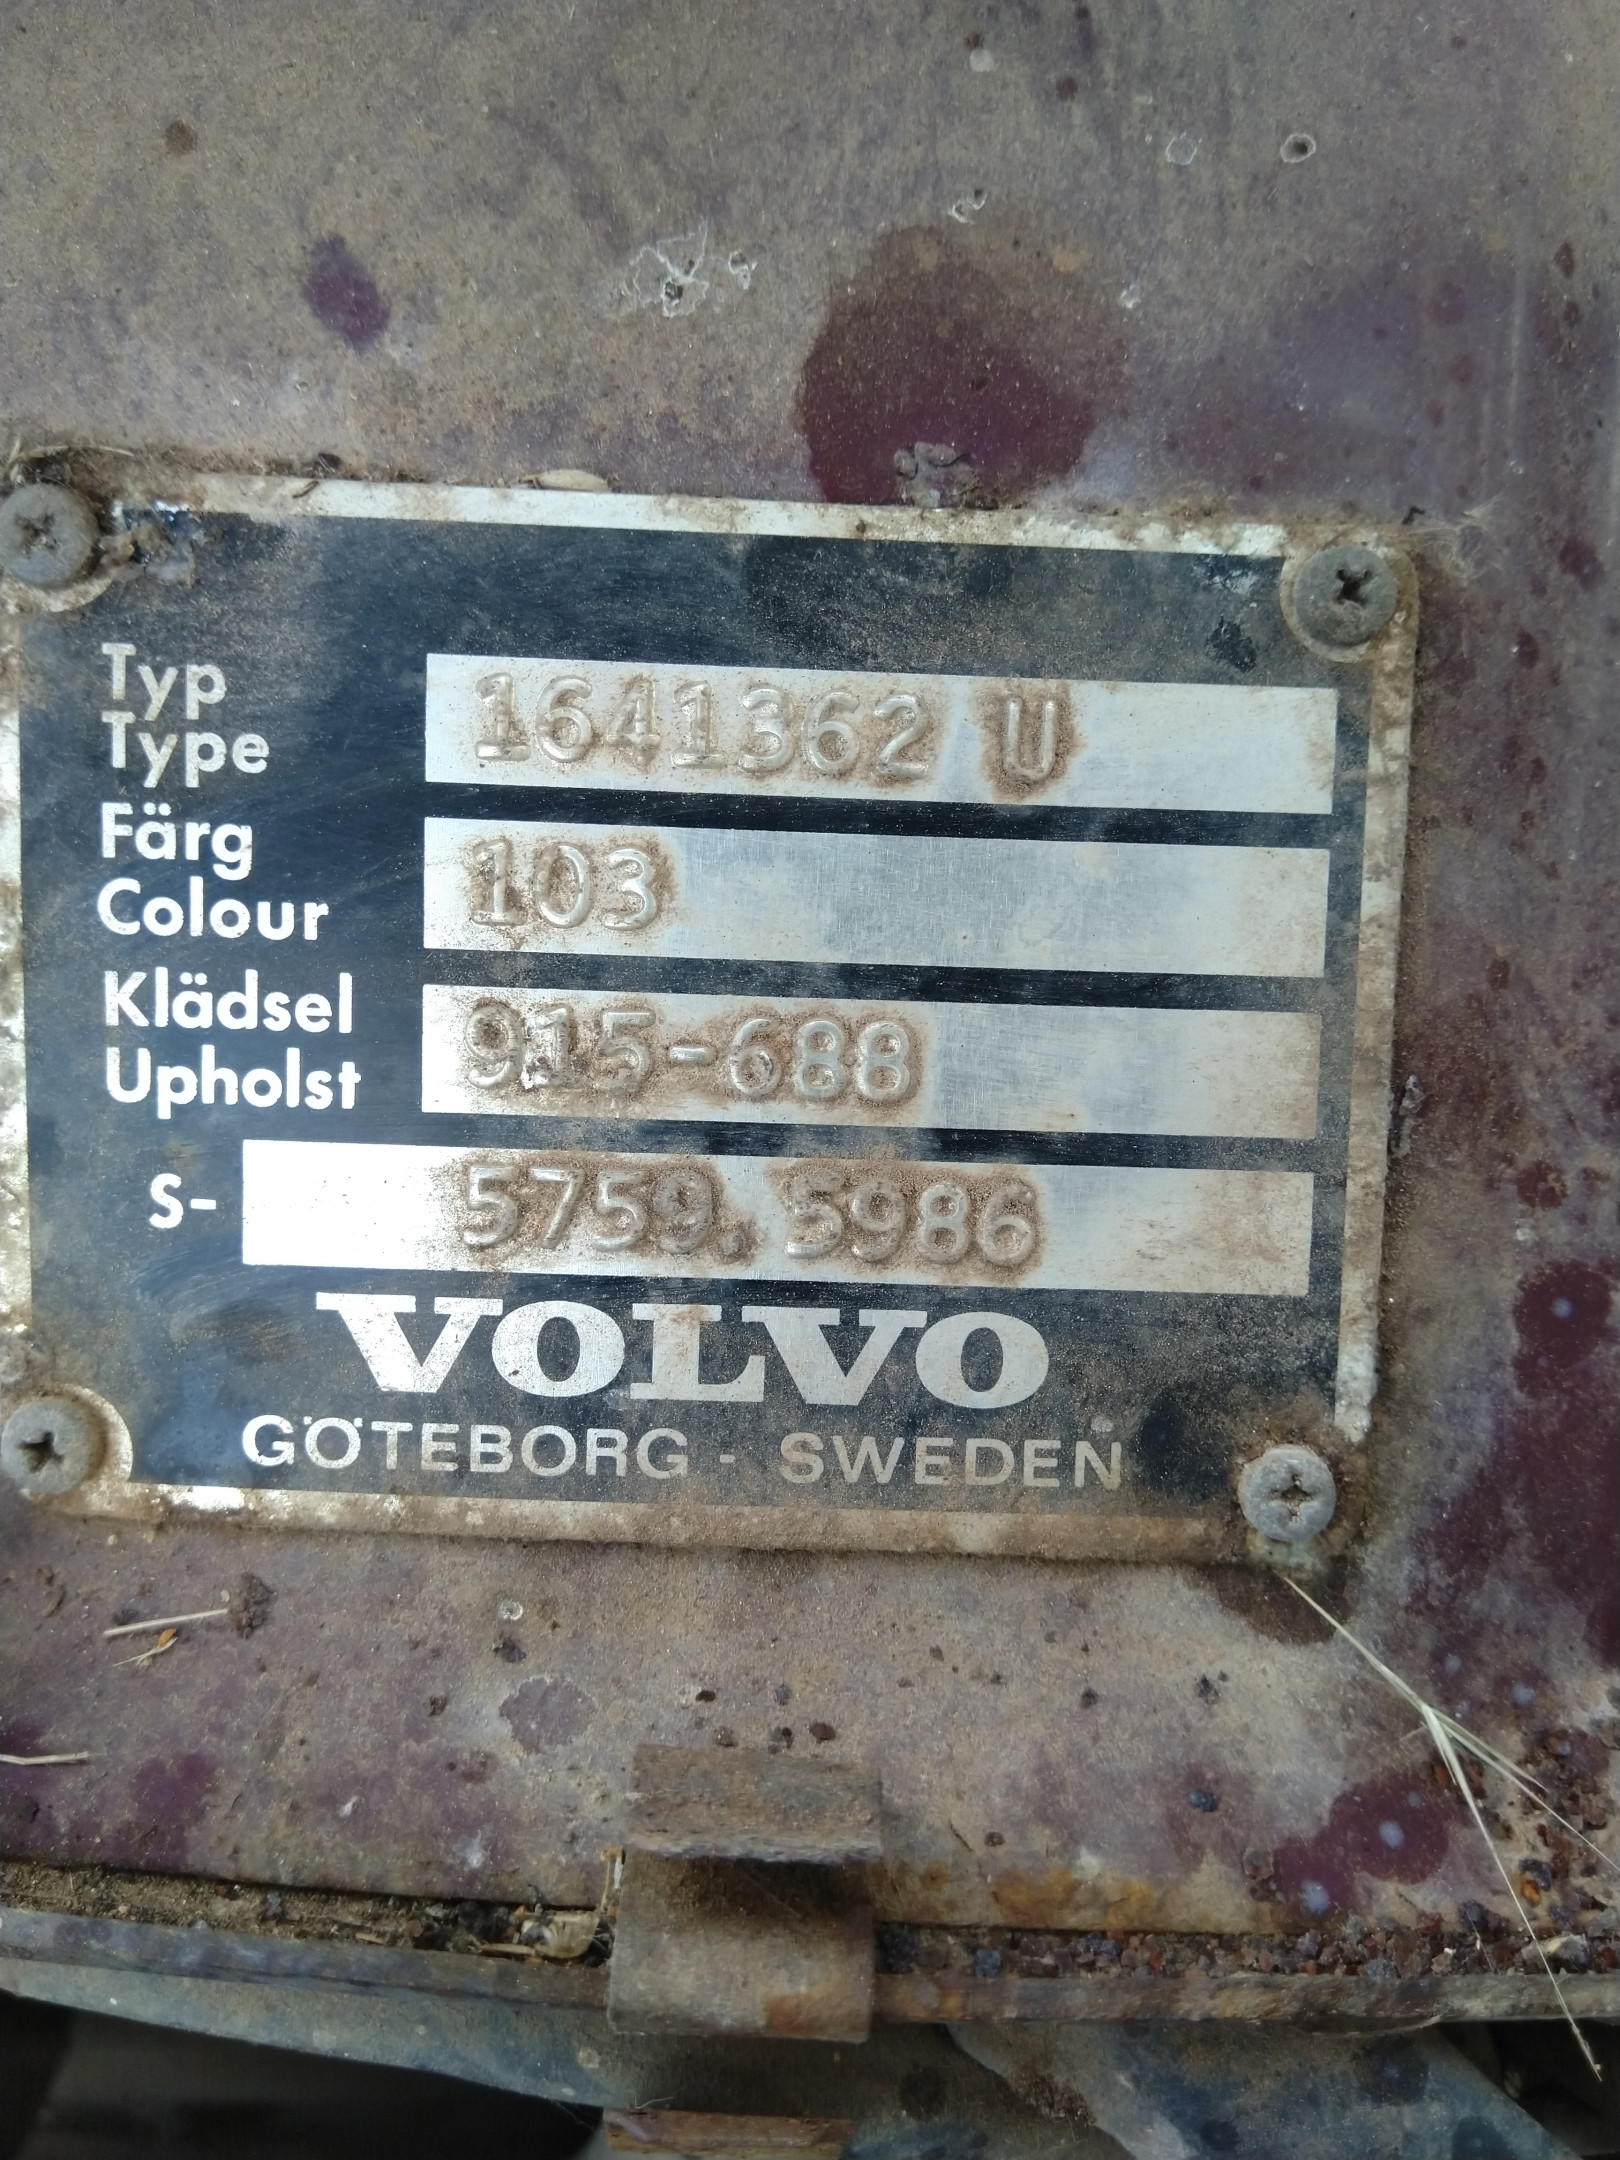 Typ
Type
1641362 U
Färg
Colour
103
Klädsel
Upholst
915-688
S- 5759.5986
VOLVO
GÖTEBORG - SWEDEN